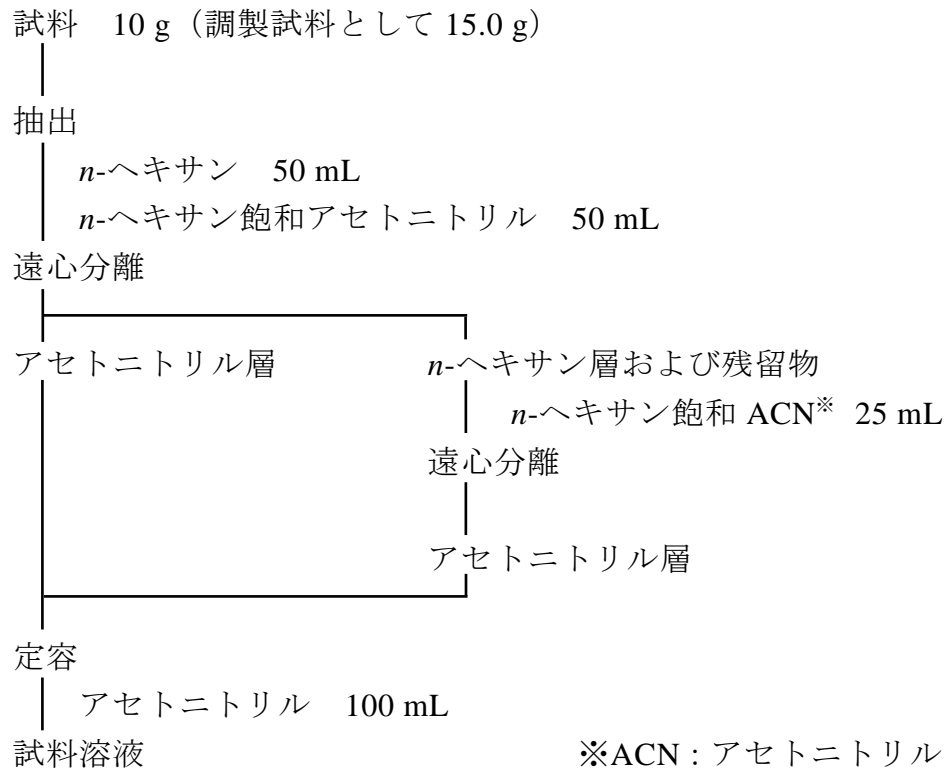 試料 10 g（調製試料として 15.0 g）
抽出
n-ヘキサン 50 mL
n-ヘキサン飽和アセトニトリル 50 mL
遠心分離
アセトニトリル層
n-ヘキサン層および残留物
n-ヘキサン飽和 ACN※ 25 mL
遠心分離
アセトニトリル層
定容
アセトニトリル 100 mL
試料溶液
※ACN：アセトニトリル